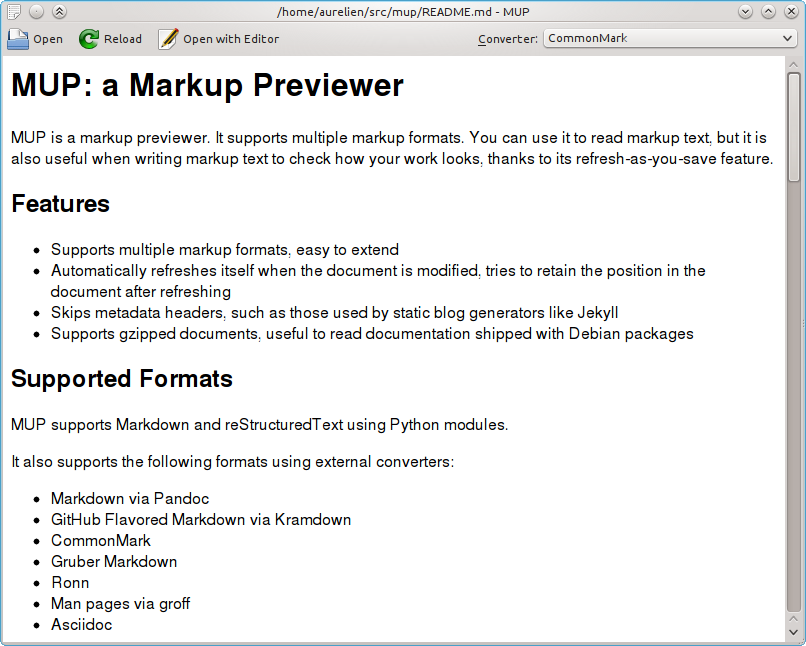 /home/aurelien/src/mup/README.md - MUP
Open Reload Open with Editor Converter: CommonMark
MUP: a Markup Previewer
MUP is a markup previewer. It supports multiple markup formats. You can use it to read markup text, but it is
also useful when writing markup text to check how your work looks, thanks to its refresh-as-you-save feature.
Features
• Supports multiple markup formats, easy to extend
• Automatically refreshes itself when the document is modified, tries to retain the position in the
document after refreshing
• Skips metadata headers, such as those used by static blog generators like Jekyll
• Supports gzipped documents, useful to read documentation shipped with Debian packages
Supported Formats
MUP supports Markdown and reStructuredText using Python modules.
It also supports the following formats using external converters:
• Markdown via Pandoc
• GitHub Flavored Markdown via Kramdown
• CommonMark
• Gruber Markdown
• Ronn
• Man pages via groff
• Asciidoc